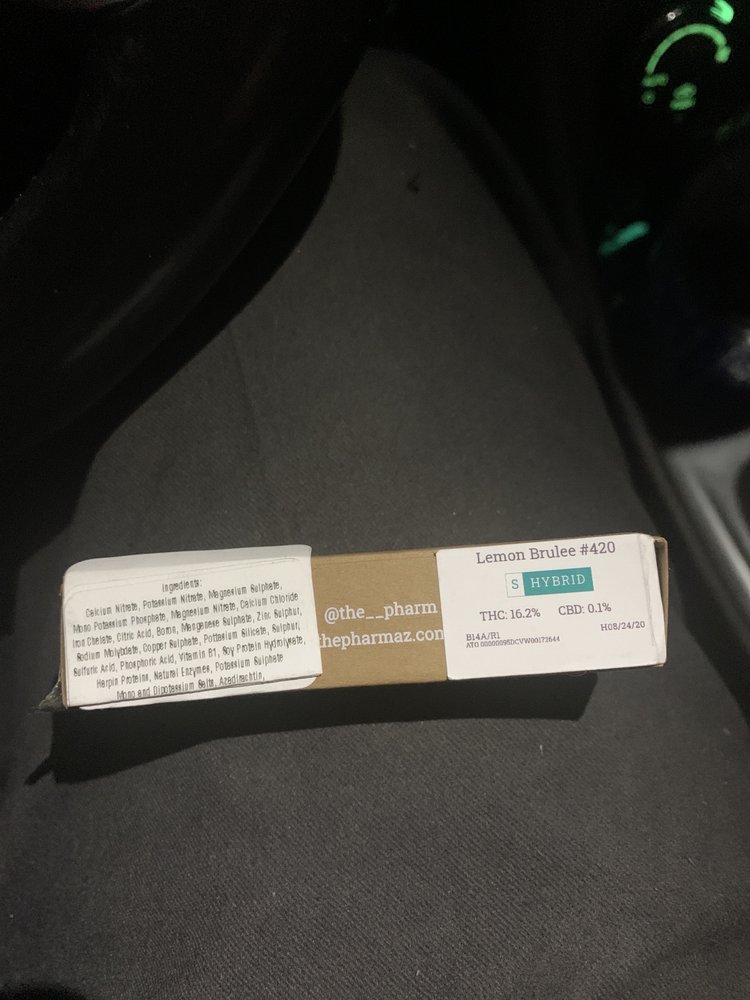 Ingredients:
Calcium Nitrate, Potassium Nitrate, Magnesium Sulphate,
Mono Potassium Phosphate, Magnesium Nitrate, Calcium Chloride
Iron Chelate, Citric Acid, Boron, Manganese Sulphate, Zinc Sulphur,
Sodium Molybdate, Copper Sulphate, Potassium Silicate, Sulphur,
Sulfuric Acid, Phosphoric Acid, Vitamin B1, Soy Protein Hydrolysate,
Harpin Proteins, Natural Enzymes, Potassium Sulphate
Mono and Dipotassium Salts, Azadirachtin,
@the__pharm
thepharmaz.com
Lemon Brulee #420
S HYBRID
THC: 16.2% CBD: 0.1%
H08/24/20
B14A/R1
ATO 00000095DCVW00172644